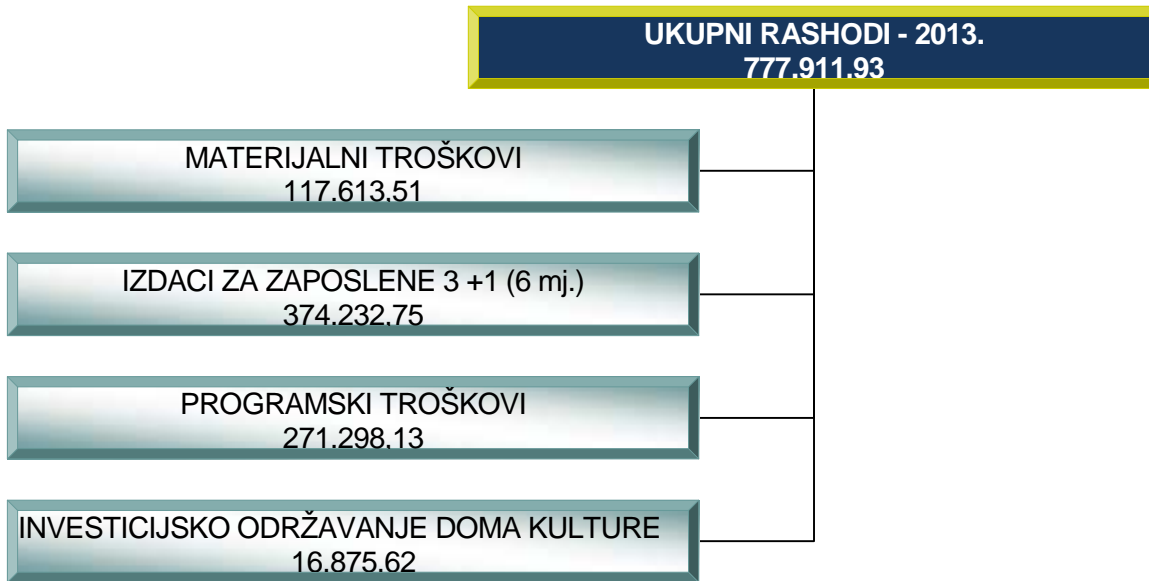 UKUPNI RASHODI - 2013.
777.911,93
MATERIJALNI TROŠKOVI
117.613,51
IZDACI ZA ZAPOSLENE 3 +1 (6 mj.)
374.232,75
PROGRAMSKI TROŠKOVI
271.298,13
INVESTICIJSKO ODRŽAVANJE DOMA KULTURE
16.875,62